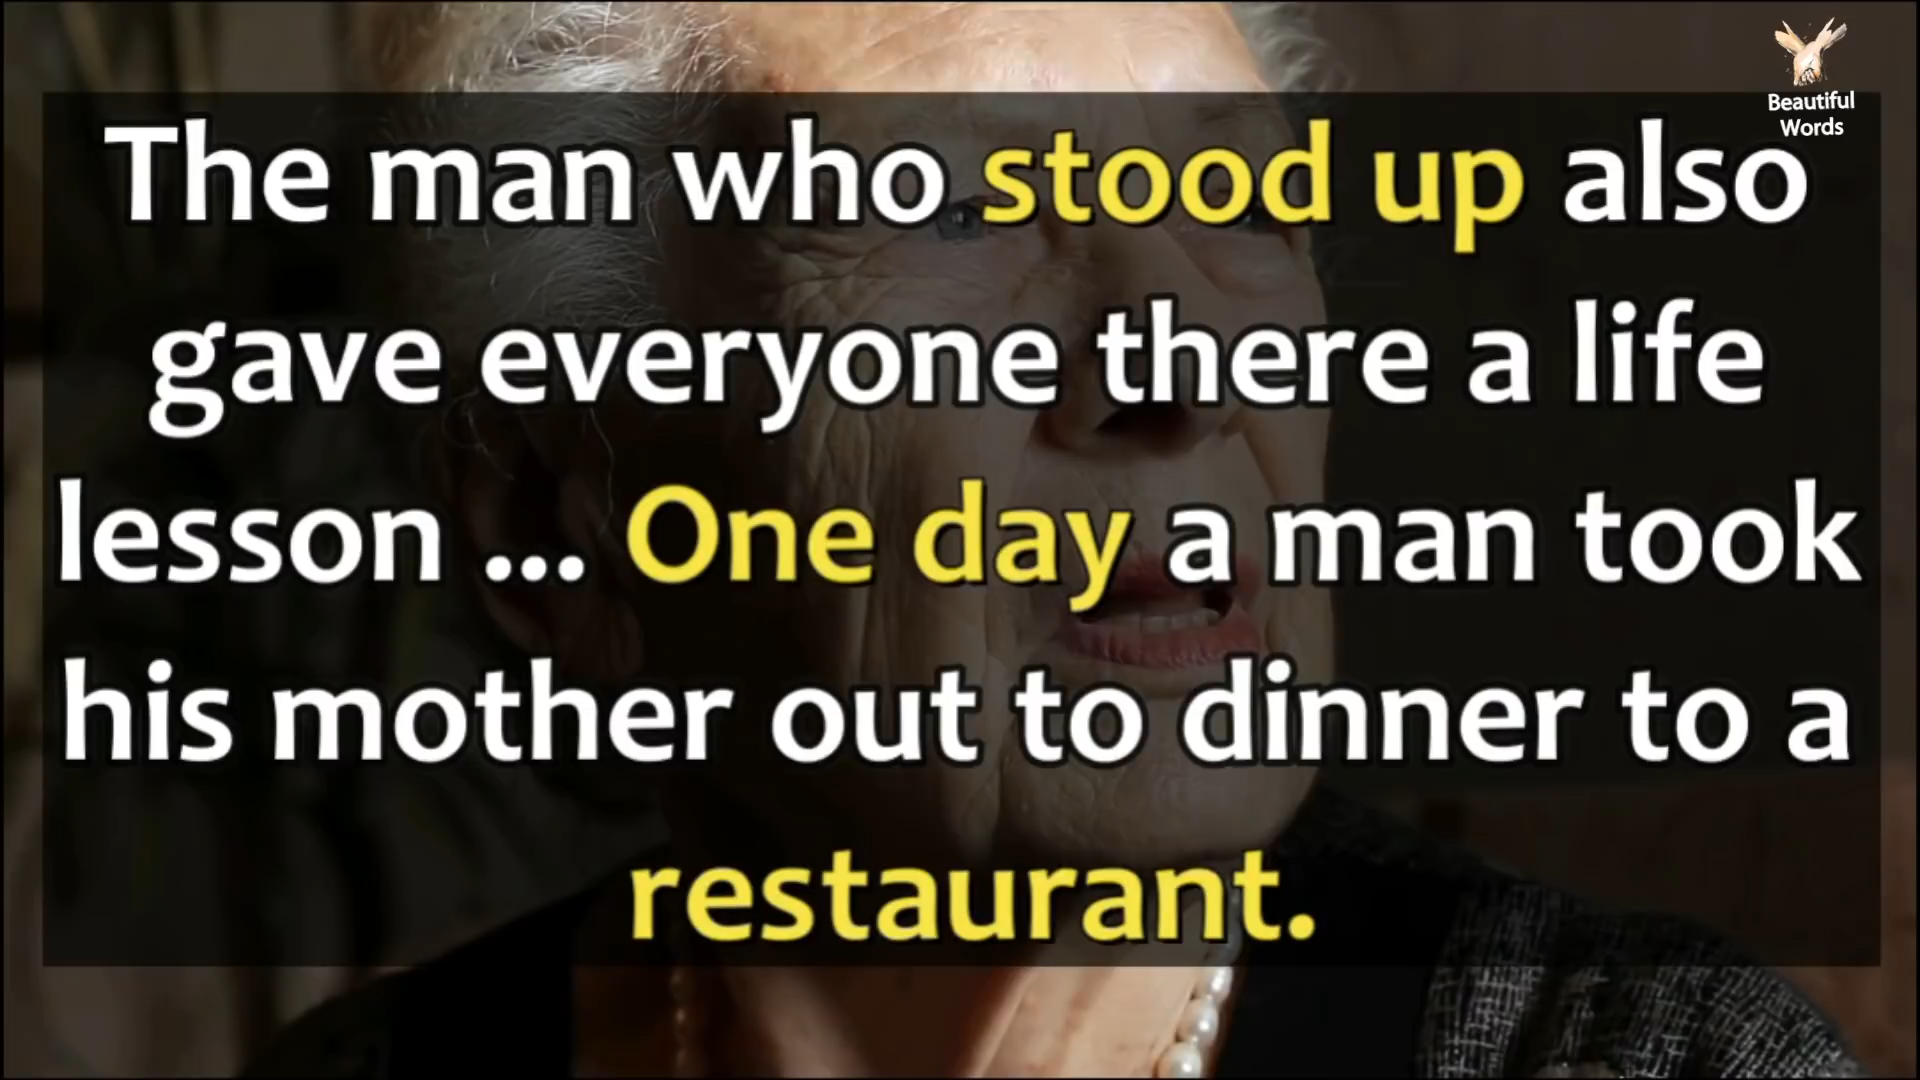 Beautiful
Words
The man who stood up also
gave everyone there a life
lesson ... One day a man took
his mother out to dinner to a
restaurant.